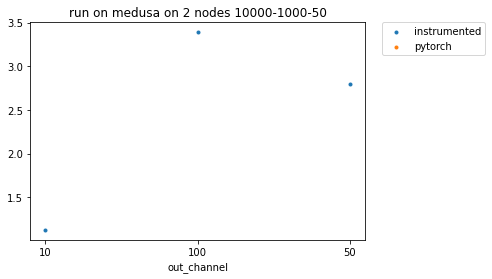 run on medusa on 2 nodes 10000-1000-50
instrumented
pytorch
3.5
3.0
2.5
2.0
1.5
10 100 50
out_channel